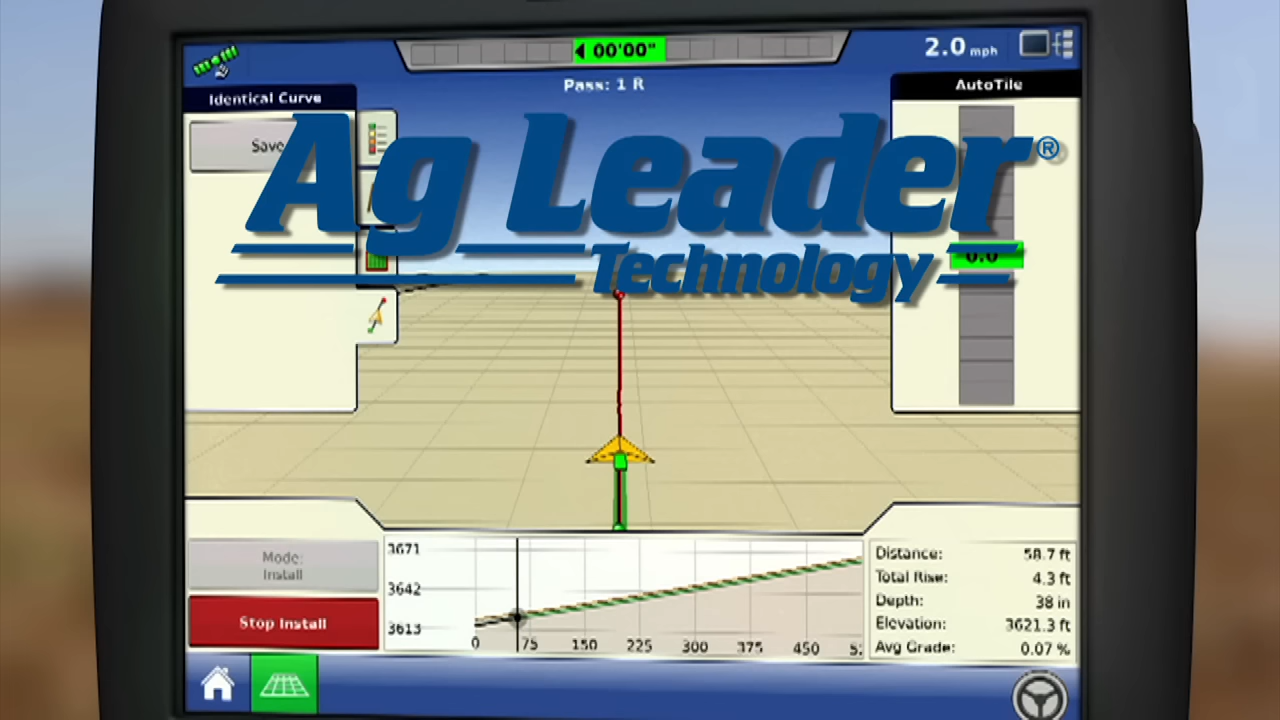 00'00"
2.0 mph
Pass: 1 R
Identical Curve
AutoTile
Save
Ag Leader®
Technology
0.0
3671
3642
3613
0 75 150 225 300 375 450
Mode:
Install
Stop Install
Distance: 58.7 ft
Total Rise: 4.3 ft
Depth: 38 in
Elevation: 3621.3 ft
Avg Grade: 0.07 %